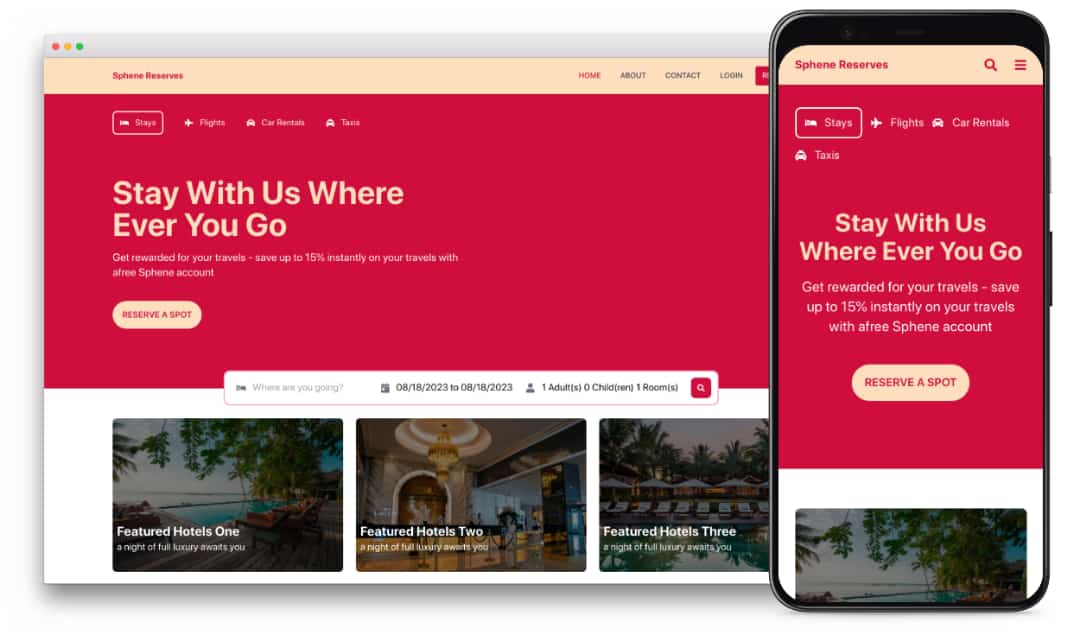 Sphene Reserves
HOME ABOUT CONTACT LOGIN
Stays Flights Car Rentals Taxis
Stay With Us Where
Ever You Go
Get rewarded for your travels - save up to 15% instantly on your travels with
afree Sphene account
RESERVE A SPOT
Where are you going? 08/18/2023 to 08/18/2023 1 Adult(s) 0 Child(ren) 1 Room(s)
Featured Hotels One
a night of full luxury awaits you
Featured Hotels Two
a night of full luxury awaits you
Featured Hotels Three
a night of full luxury awaits you
Sphene Reserves
Stays Flights Car Rentals
Taxis
Stay With Us
Where Ever You Go
Get rewarded for your travels - save
up to 15% instantly on your travels
with afree Sphene account
RESERVE A SPOT